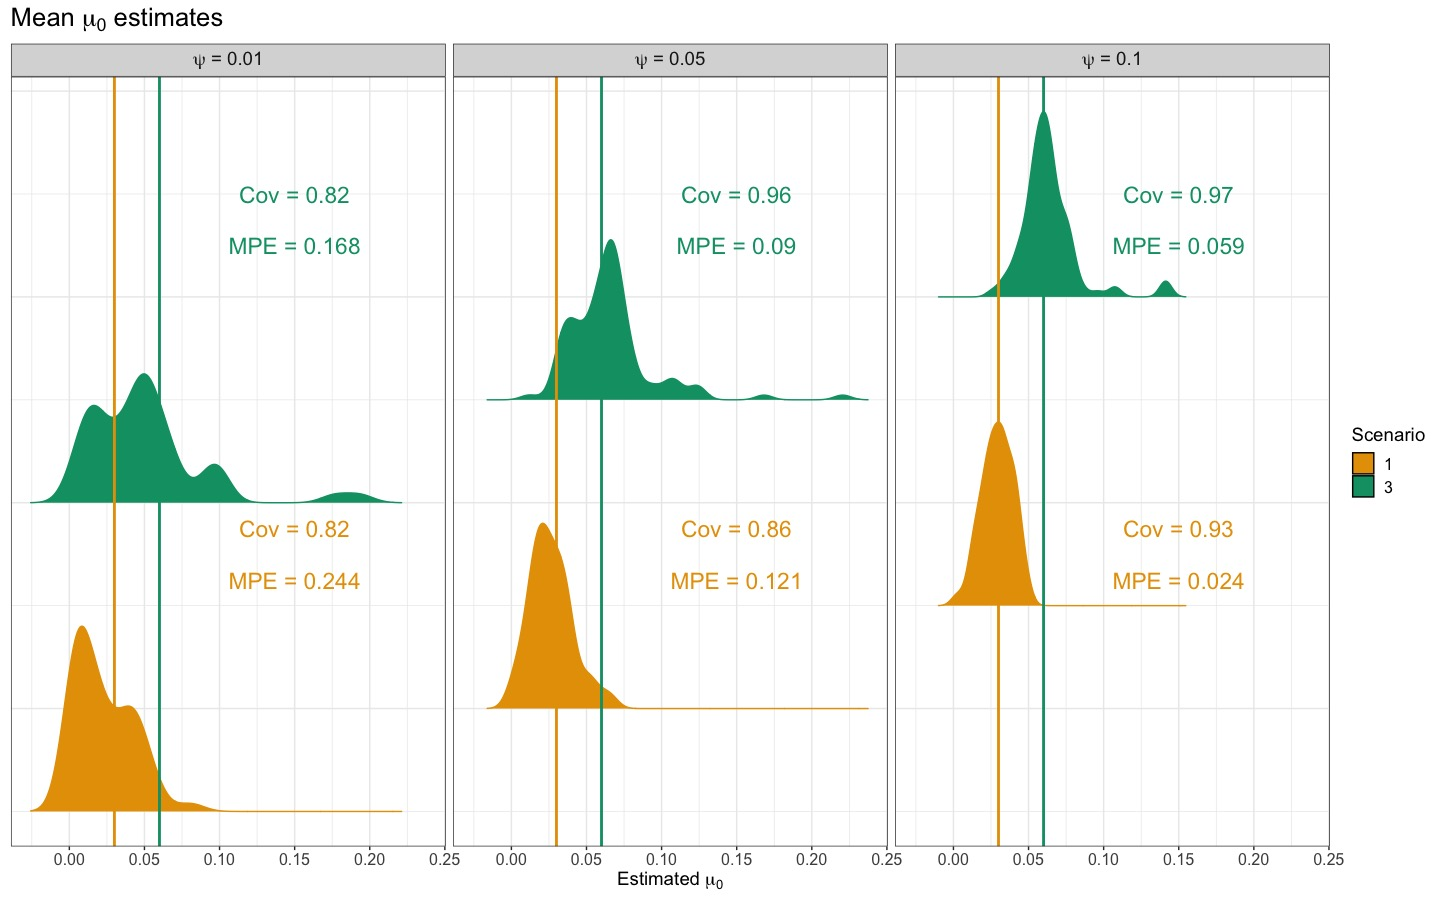 Mean μ0 estimates
ψ = 0.01
ψ = 0.05
ψ = 0.1
Cov = 0.82
MPE = 0.168
Cov = 0.82
MPE = 0.244
Cov = 0.96
MPE = 0.09
Cov = 0.86
MPE = 0.121
Cov = 0.97
MPE = 0.059
Cov = 0.93
MPE = 0.024
0.00 0.05 0.10 0.15 0.20 0.25
0.00 0.05 0.10 0.15 0.20 0.25
0.00 0.05 0.10 0.15 0.20 0.25
Estimated μ0
Scenario
1
3